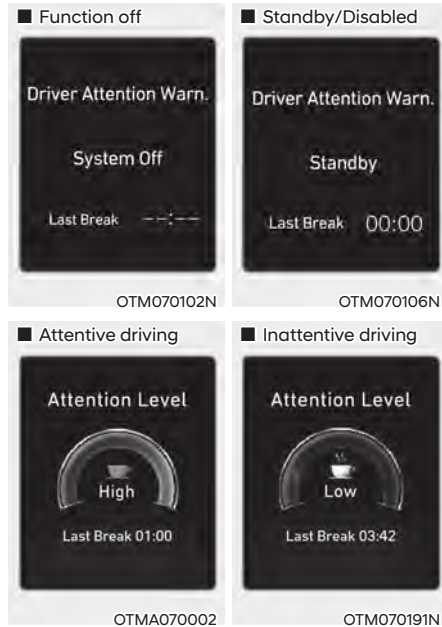 ■ Function off
Driver Attention Warn.
System Off
Last Break --:--
OTM070102N
■ Standby/Disabled
Driver Attention Warn.
Standby
Last Break 00:00
OTM070106N
■ Attentive driving
Attention Level
High
Last Break 01:00
OTMA070002
■ Inattentive driving
Attention Level
Low
Last Break 03:42
OTM070191N